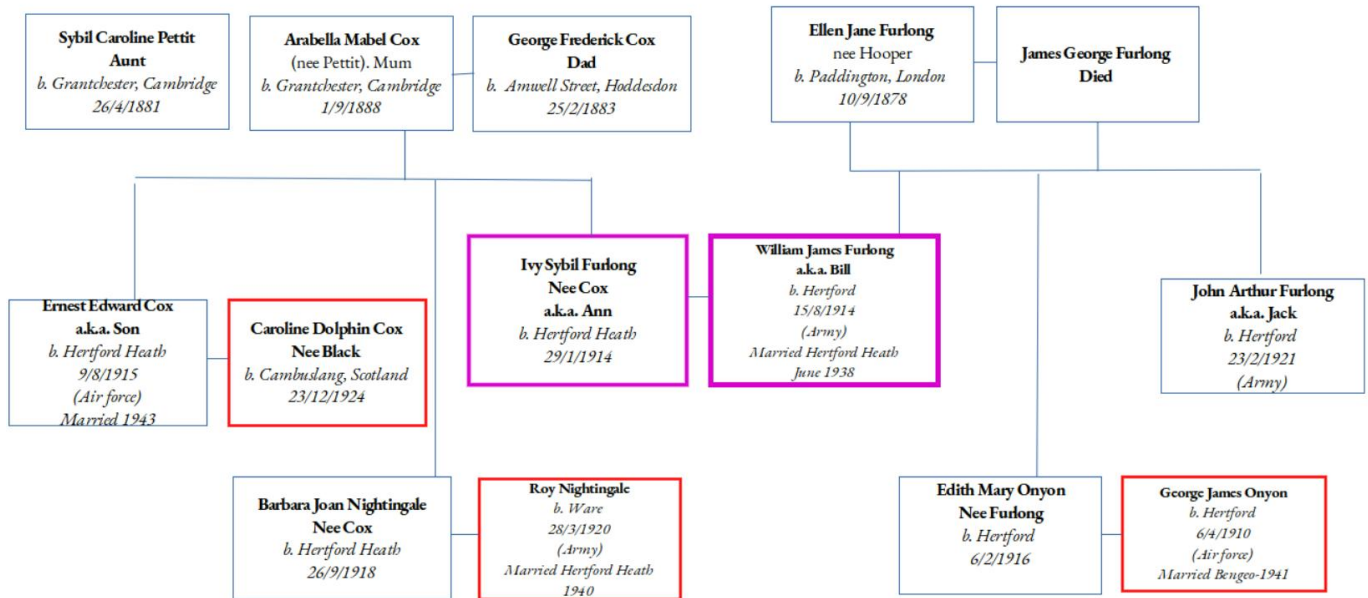 Sybil Caroline Pettit
Aunt
b. Grantchester, Cambridge
26/4/1881
Arabella Mabel Cox
(nee Pettit). Mum
b. Grantchester, Cambridge
1/9/1888
George Frederick Cox
Dad
b. Amwell Street, Hoddesdon
25/2/1883
Ellen Jane Furlong
nee Hooper
b. Paddington, London
10/9/1878
James George Furlong
Died
Ernest Edward Cox
a.k.a. Son
b. Hertford Heath
9/8/1915
(Air force)
Married 1943
Caroline Dolphin Cox
Nee Black
b. Cambuslang, Scotland
23/12/1924
Ivy Sybil Furlong
Nee Cox
a.k.a. Ann
b. Hertford Heath
29/1/1914
William James Furlong
a.k.a. Bill
b. Hertford
15/8/1914
(Army)
Married Hertford Heath
June 1938
John Arthur Furlong
a.k.a. Jack
b. Hertford
23/2/1921
(Army)
Barbara Joan Nightingale
Nee Cox
b. Hertford Heath
26/9/1918
Roy Nightingale
b. Ware
28/3/1920
(Army)
Married Hertford Heath
1940
Edith Mary Onyon
Nee Furlong
b. Hertford
6/2/1916
George James Onyon
b. Hertford
6/4/1910
(Air force)
Married Bengeo-1941